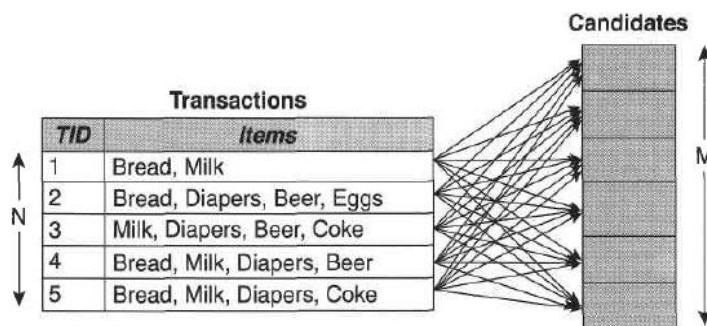 Candidates
Transactions
TID Items
1 Bread, Milk
2 Bread, Diapers, Beer, Eggs
3 Milk, Diapers, Beer, Coke
4 Bread, Milk, Diapers, Beer
5 Bread, Milk, Diapers, Coke
N
M